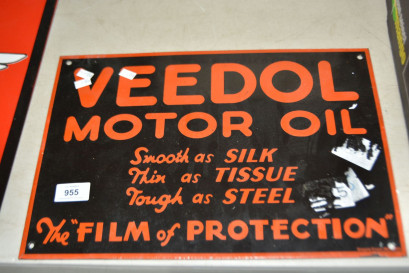 VEEDOL
MOTOR OIL
Smooth as SILK
Thin as TISSUE
Tough as STEEL
955
The "FILM of PROTECTION"